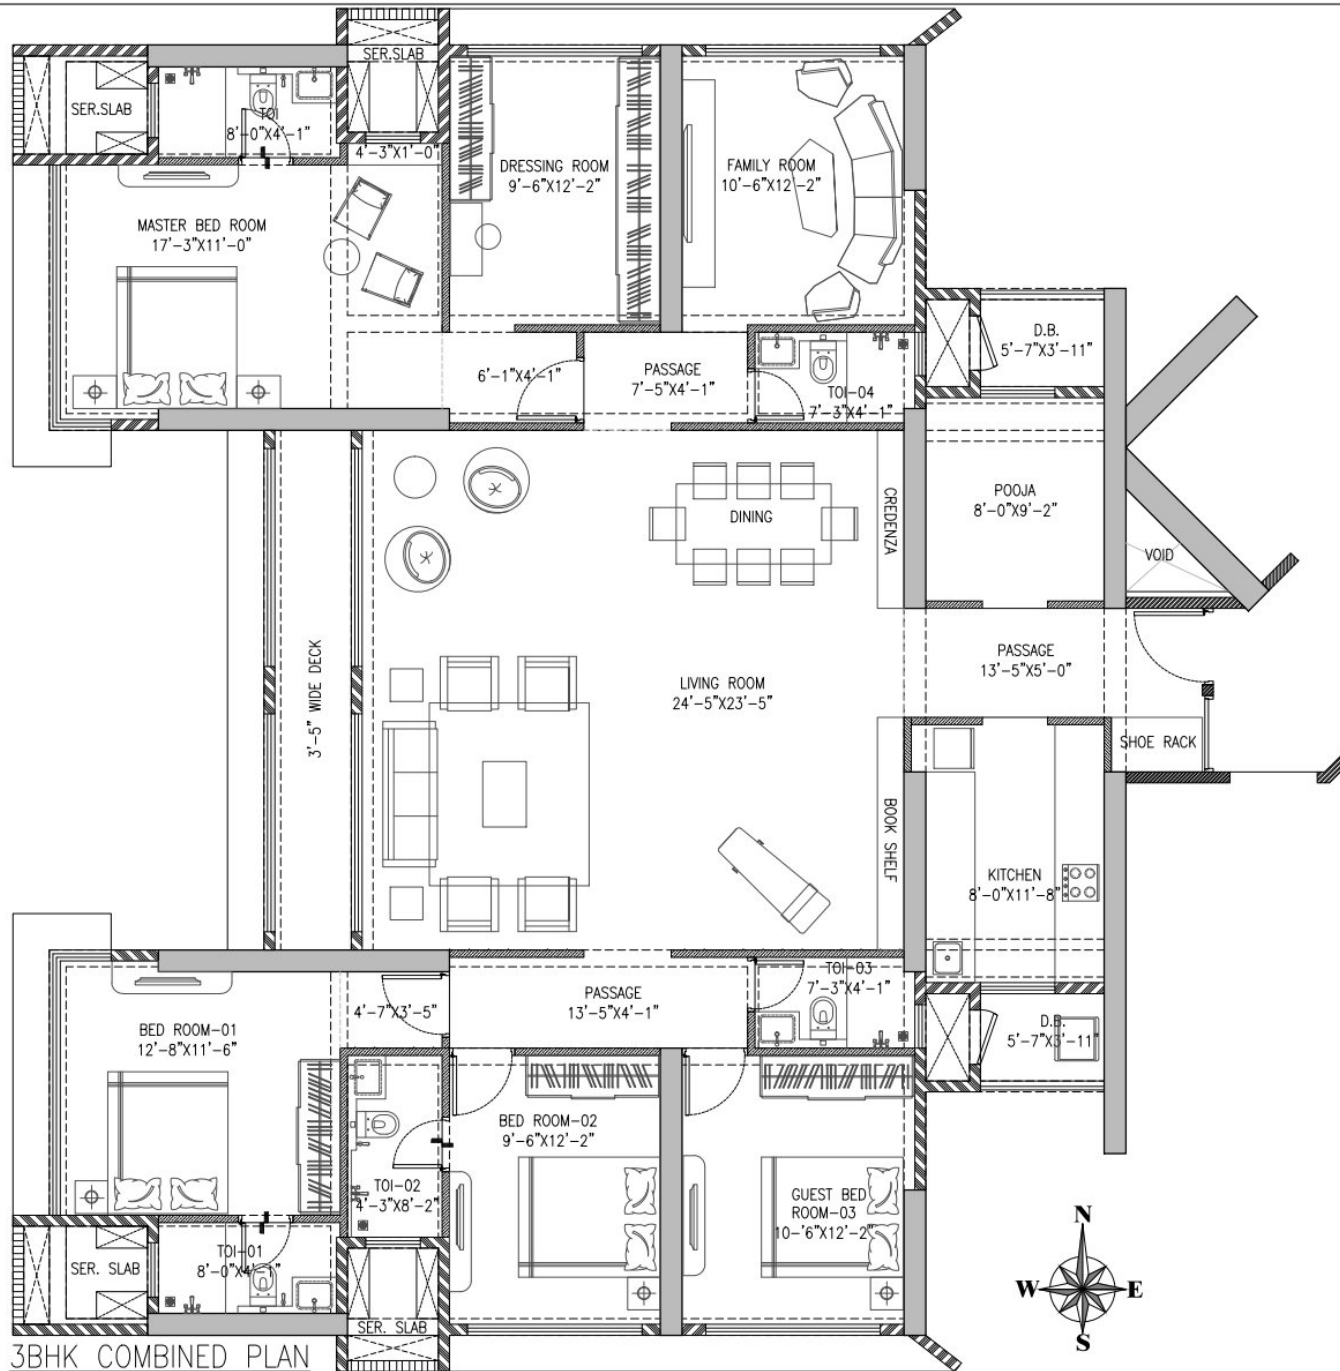 SER.SLAB
SER.SLAB
TOI
8'-0"X4'-1"
4'-3"X1'-0"
DRESSING ROOM
9'-6"X12'-2"
FAMILY ROOM
10'-6"X12'-2"
MASTER BED ROOM
17'-3"X11'-0"
D.B.
5'-7"X3'-11"
6'-1"X4'-1"
PASSAGE
7'-5"X4'-1"
TOI-04
7'-3"X4'-1"
CREDENZA
DINING
POOJA
8'-0"X9'-2"
VOID
3'-5" WIDE DECK
LIVING ROOM
24'-5"X23'-5"
PASSAGE
13'-5"X5'-0"
SHOE RACK
BOOK SHELF
KITCHEN
8'-0"X11'-8"
TOI-03
7'-3"X4'-1"
PASSAGE
13'-5"X4'-1"
4'-7"X3'-5"
BED ROOM-01
12'-8"X11'-6"
D.B.
5'-7"X3'-11"
BED ROOM-02
9'-6"X12'-2"
TOI-02
4'-3"X8'-2"
GUEST BED
ROOM-03
10-'6"X12'-2"
TOI-01
8'-0"X4'-1"
SER. SLAB
SER. SLAB
N
W E
S
3BHK COMBINED PLAN